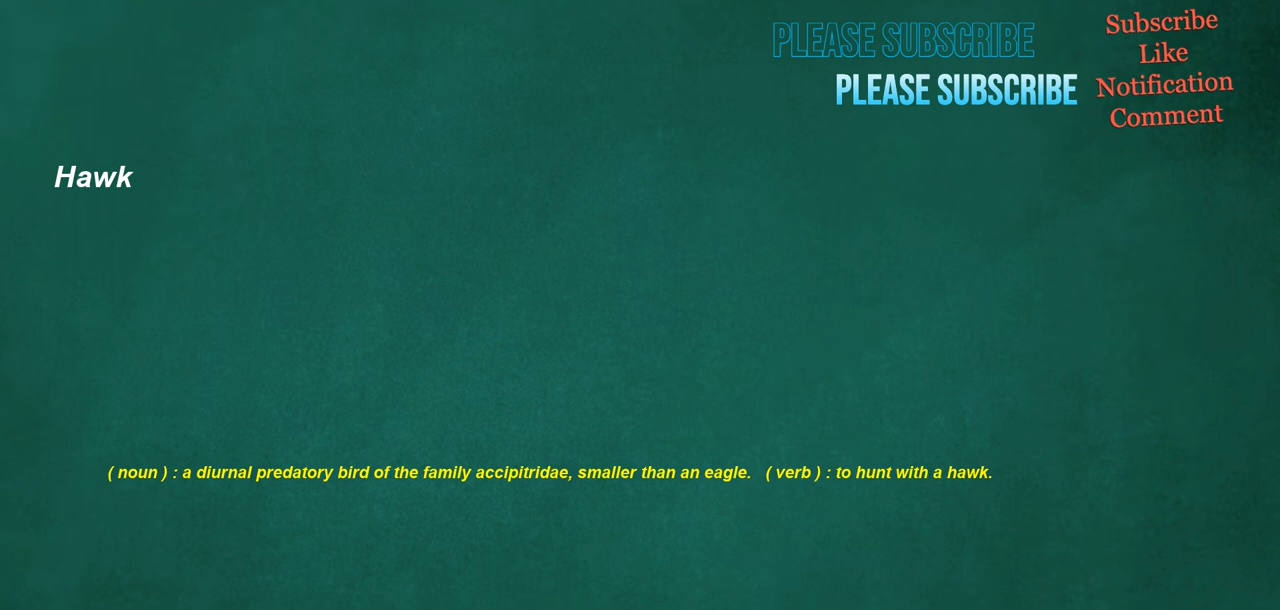 PLEASE SUBSCRIBE
PLEASE SUBSCRIBE
Subscribe
Like
Notification
Comment
Hawk
( noun ) : a diurnal predatory bird of the family accipitridae, smaller than an eagle.   ( verb ) : to hunt with a hawk.